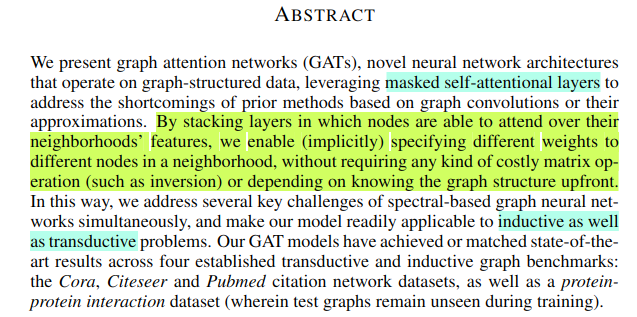 ABSTRACT
We present graph attention networks (GATs), novel neural network architectures
that operate on graph-structured data, leveraging masked self-attentional layers to
address the shortcomings of prior methods based on graph convolutions or their
approximations. By stacking layers in which nodes are able to attend over their
neighborhoods' features, we enable (implicitly) specifying different weights to
different nodes in a neighborhood, without requiring any kind of costly matrix op-
eration (such as inversion) or depending on knowing the graph structure upfront.
In this way, we address several key challenges of spectral-based graph neural net-
works simultaneously, and make our model readily applicable to inductive as well
as transductive problems. Our GAT models have achieved or matched state-of-the-
art results across four established transductive and inductive graph benchmarks:
the Cora, Citeseer and Pubmed citation network datasets, as well as a protein-
protein interaction dataset (wherein test graphs remain unseen during training).